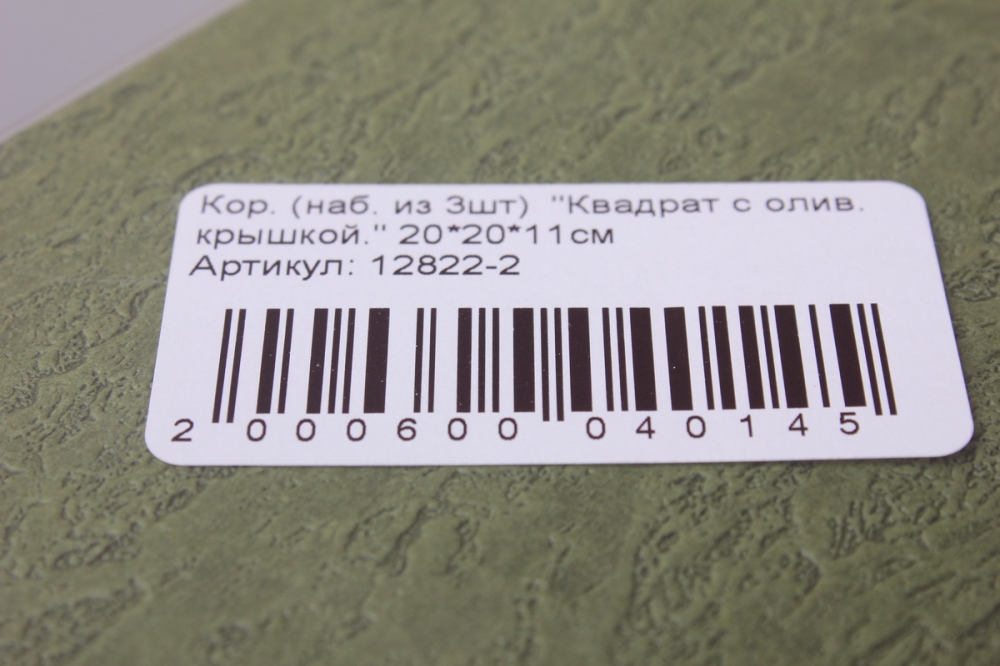 Кор. (наб. из 3шт) "Квадрат с олив.
крышкой." 20*20*11см
Артикул: 12822-2
2 000600 040145